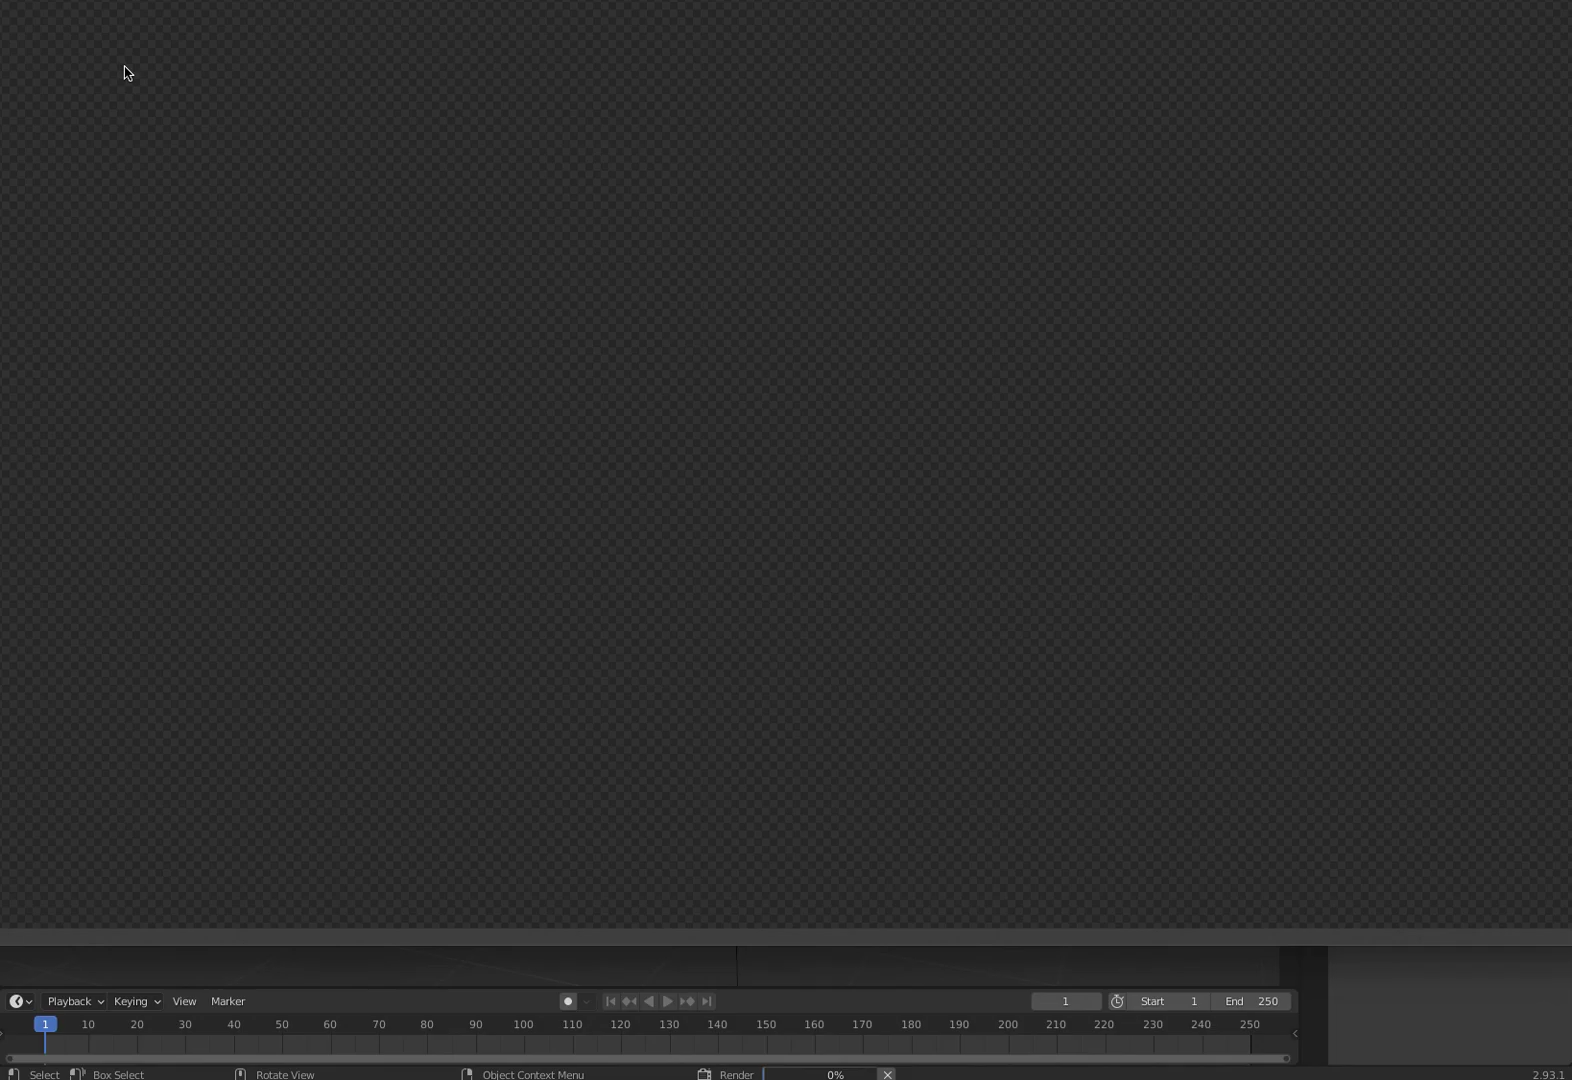 Playback Keying View Marker 1 Start 1 End 250
1 10 20 30 40 50 60 70 80 90 100 110 120 130 140 150 160 170 180 190 200 210 220 230 240 250
Select Box Select Rotate View Object Context Menu Render 0% 2.93.1